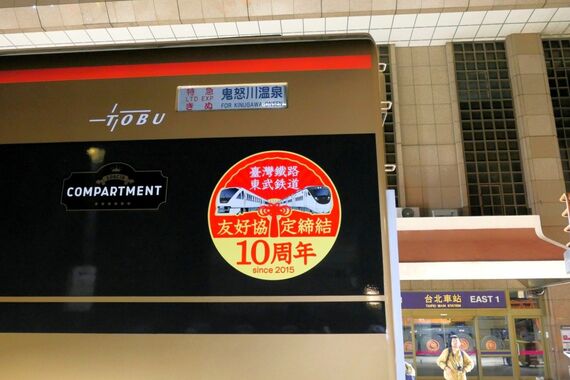 特急
LTD EXP
きぬ
鬼怒川温泉
FOR KINUGAWA-ONSEN
TOBU
COMPARTMENT
臺灣鐵路
東武鉄道
友好協定締結
10周年
since 2015
台北車站
TAIPEI MAIN STATION
EAST 1